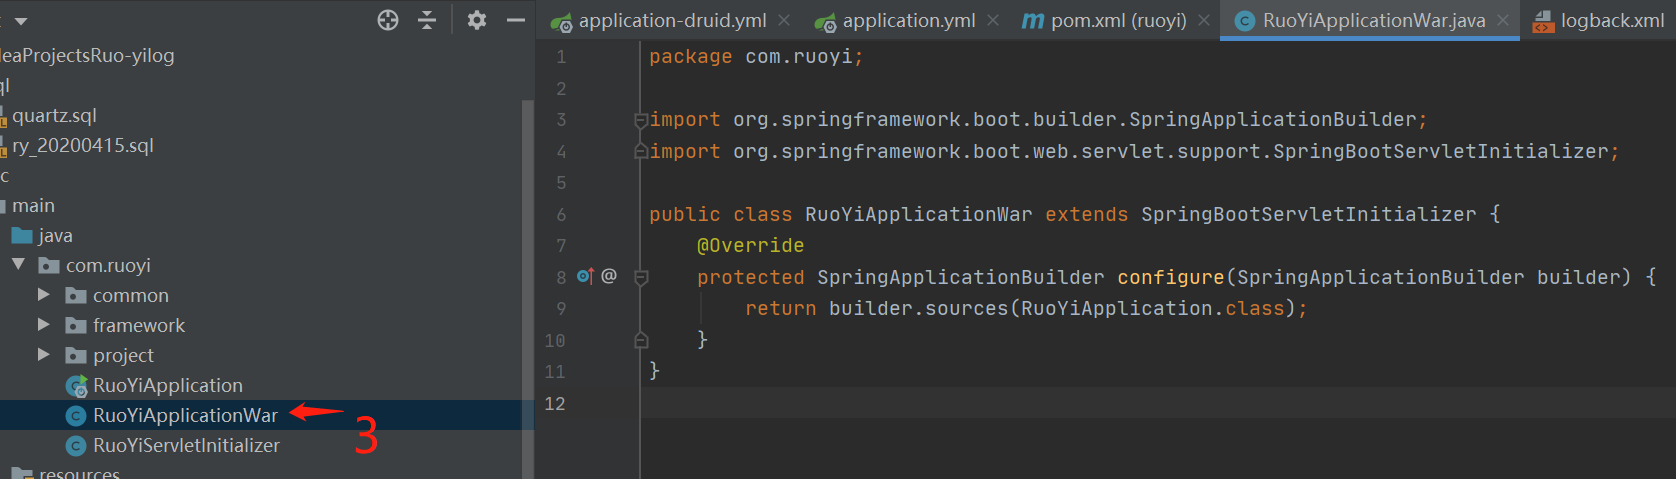 application-druid.yml
application.yml
pom.xml (ruoyi)
RuoYiApplicationWar.java
logback.xml
leaProjectsRuo-yilog
ql
quartz.sql
ry_20200415.sql
c
main
java
com.ruoyi
common
framework
project
RuoYiApplication
RuoYiApplicationWar
3
RuoYiServletInitializer
resources
1 package com.ruoyi;
2
3 import org.springframework.boot.builder.SpringApplicationBuilder;
4 import org.springframework.boot.web.servlet.support.SpringBootServletInitializer;
5
6 public class RuoYiApplicationWar extends SpringBootServletInitializer {
7 @Override
8 @ protected SpringApplicationBuilder configure(SpringApplicationBuilder builder) {
9 return builder.sources(RuoYiApplication.class);
10 }
11 }
12